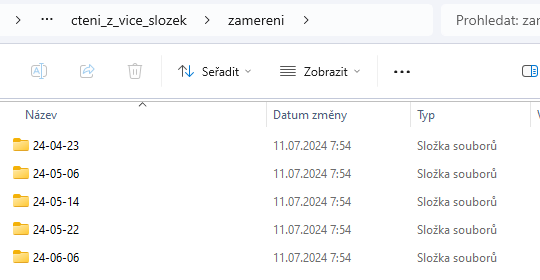 cteni_z_vice_slozek zamereni Prohledat: zar
Seřadit Zobrazit
Název Datum změny Typ
24-04-23 11.07.2024 7:54 Složka souborů
24-05-06 11.07.2024 7:54 Složka souborů
24-05-14 11.07.2024 7:54 Složka souborů
24-05-22 11.07.2024 7:54 Složka souborů
24-06-06 11.07.2024 7:54 Složka souborů